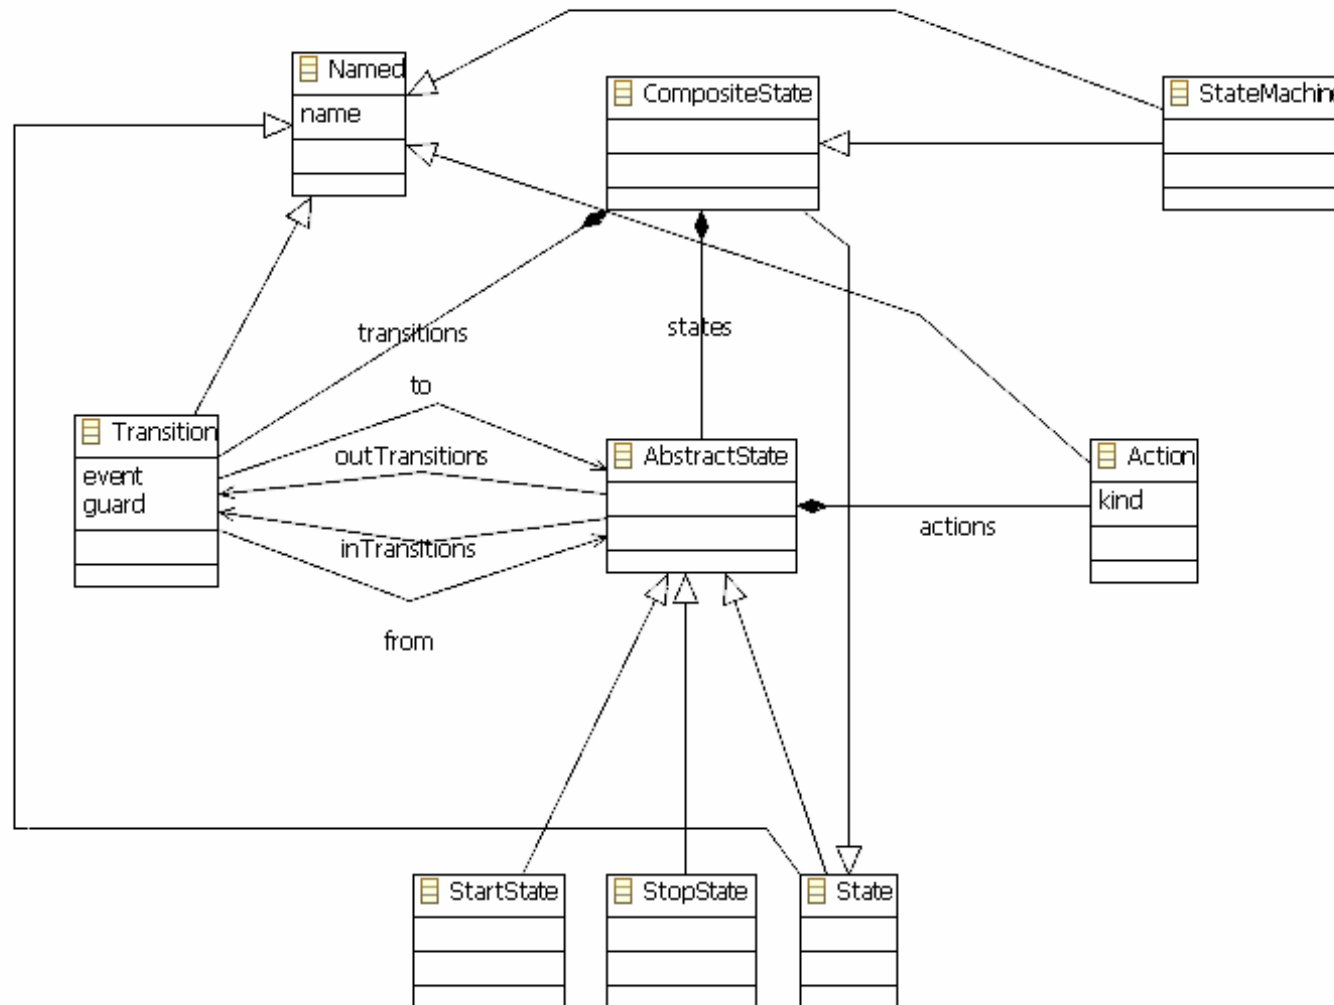 Named
name
CompositeState
StateMachine
transitions
states
to
Transition
event
guard
outTransitions
inTransitions
from
AbstractState
actions
Action
kind
StartState
StopState
State